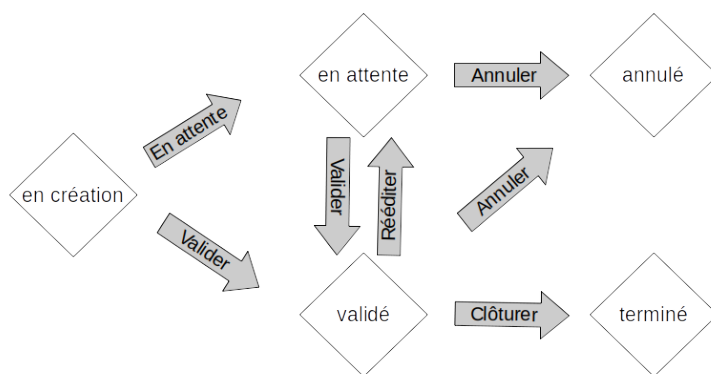 en attente
Annuler
annulé
En attente
en création
Valider
Rééditer
Annuler
Valider
validé
Clôturer
terminé